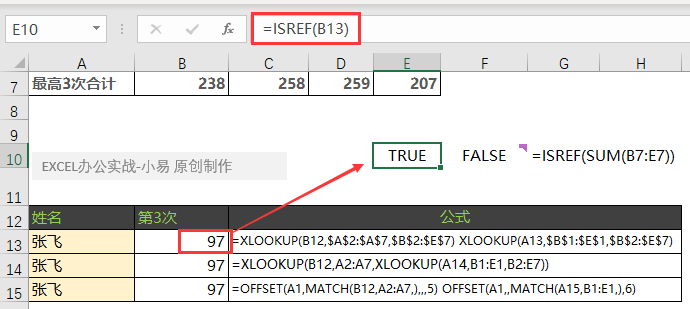 E10 fx =ISREF(B13)
A B C D E F G H
7 最高3次合计 238 258 259 207
8
9
10 EXCEL办公实战-小易 原创制作 TRUE FALSE =ISREF(SUM(B7:E7))
11
12 姓名 第3次 公式
13 张飞 97 =XLOOKUP(B12,$A$2:$A$7,$B$2:$E$7) XLOOKUP(A13,$B$1:$E$1,$B$2:$E$7)
14 张飞 97 =XLOOKUP(B12,A2:A7,XLOOKUP(A14,B1:E1,B2:E7))
15 张飞 97 =OFFSET(A1,MATCH(B12,A2:A7,),,,5) OFFSET(A1,,MATCH(A15,B1:E1,),6)